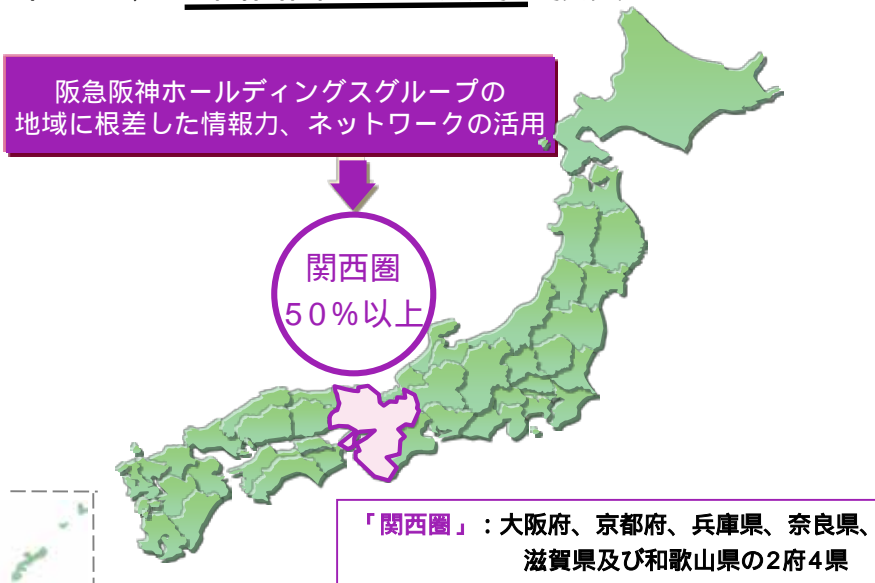 阪急阪神ホールディングスグループの
地域に根差した情報力、ネットワークの活用
関西圏
50%以上
「関西圏」：大阪府、京都府、兵庫県、奈良県、
滋賀県及び和歌山県の2府4県